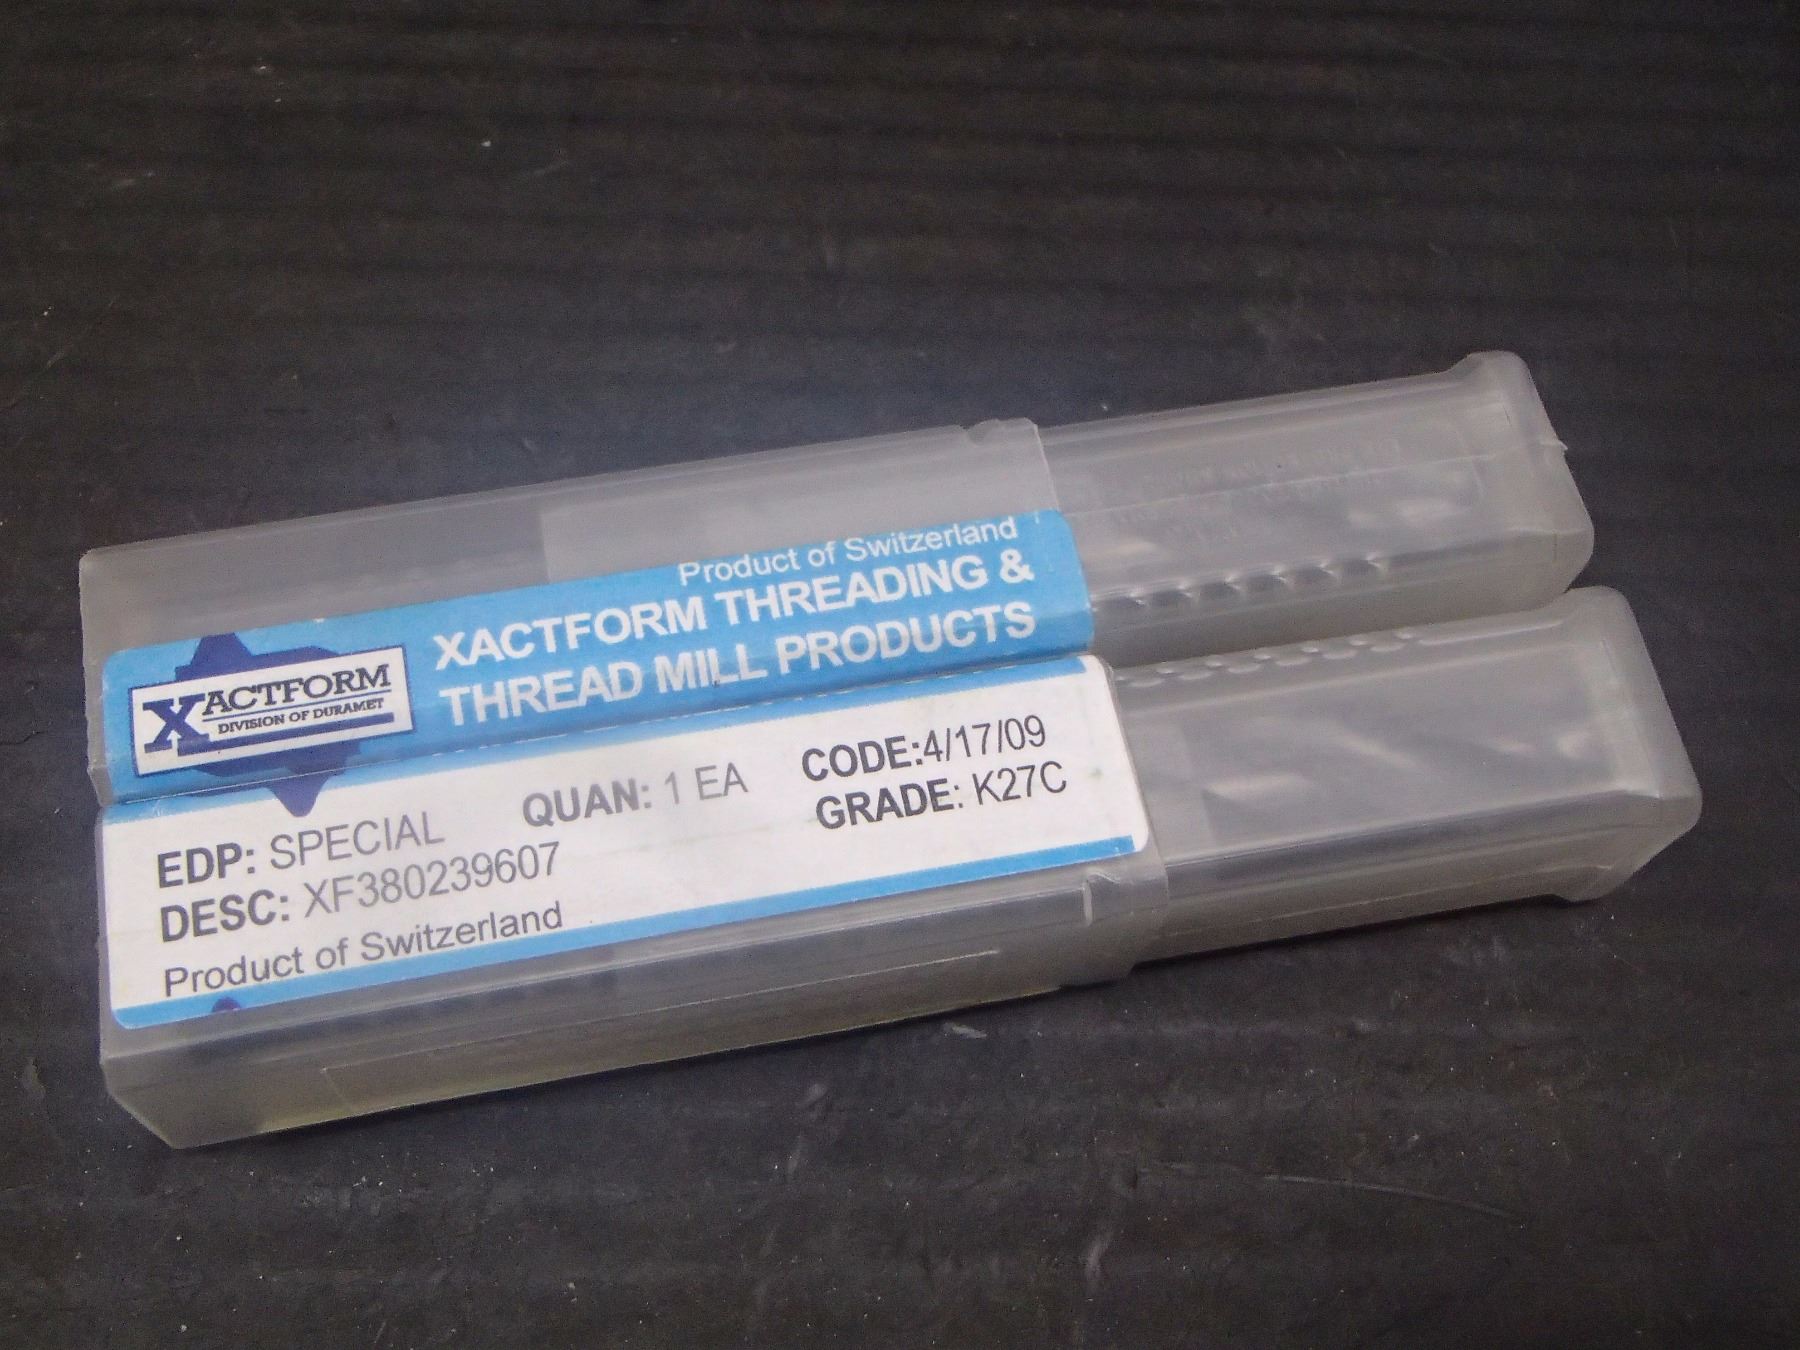 Product of Switzerland
XACTFORM THREADING &
THREAD MILL PRODUCTS
XACTFORM
DIVISION OF DURAMET
EDP: SPECIAL
QUAN: 1 EA
CODE:4/17/09
GRADE: K27C
DESC: XF380239607
Product of Switzerland